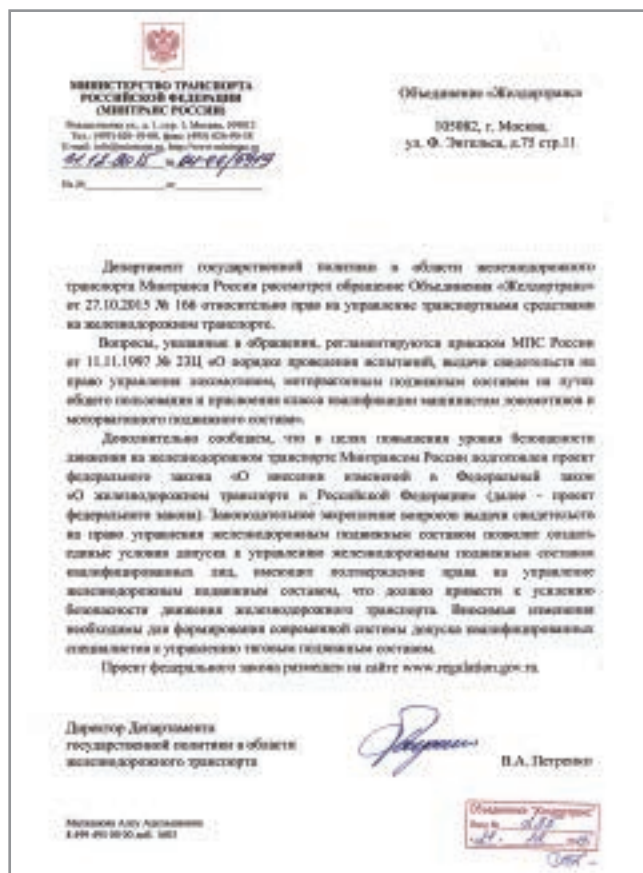 МИНИСТЕРСТВО ТРАНСПОРТА
РОССИЙСКОЙ ФЕДЕРАЦИИ
(МИНТРАНС РОССИИ)
Объединение «Желдортранс»
105082, г. Москва,
ул. Ф. Энгельса, д.75 стр.11
Департамент государственной политики в области железнодорожного
транспорта Минтранса России рассмотрел обращение Объединения «Желдортранс»
от 27.10.2015 № 166 относительно прав на управление транспортными средствами
на железнодорожном транспорте.
Вопросы, указанные в обращении, регламентируются приказом МПС России
от 11.11.1997 № 23Ц «О порядке проведения испытаний, выдачи свидетельств на
право управления локомотивом, моторвагонным подвижным составом на путях
общего пользования и присвоения класса квалификации машинистам локомотивов и
моторвагонного подвижного состава».
Дополнительно сообщаем, что в целях повышения уровня безопасности
движения на железнодорожном транспорте Минтрансом России подготовлен проект
федерального закона «О внесении изменений в Федеральный закон
«О железнодорожном транспорте в Российской Федерации» (далее – проект
федерального закона). Законодательное закрепление вопросов выдачи свидетельств
на право управления железнодорожным подвижным составом позволит создать
единые условия допуска к управлению железнодорожным подвижным составом
квалифицированных лиц, имеющих подтверждение права на управление
железнодорожным подвижным составом, что должно привести к усилению
безопасности движения железнодорожного транспорта. Вносимые изменения
необходимы для формирования современной системы допуска квалифицированных
специалистов к управлению тяговым подвижным составом.
Проект федерального закона размещен на сайте www.regulation.gov.ru.
Директор Департамента
государственной политики в области
железнодорожного транспорта
В.А. Петренко
Объединение "Желдортранс"